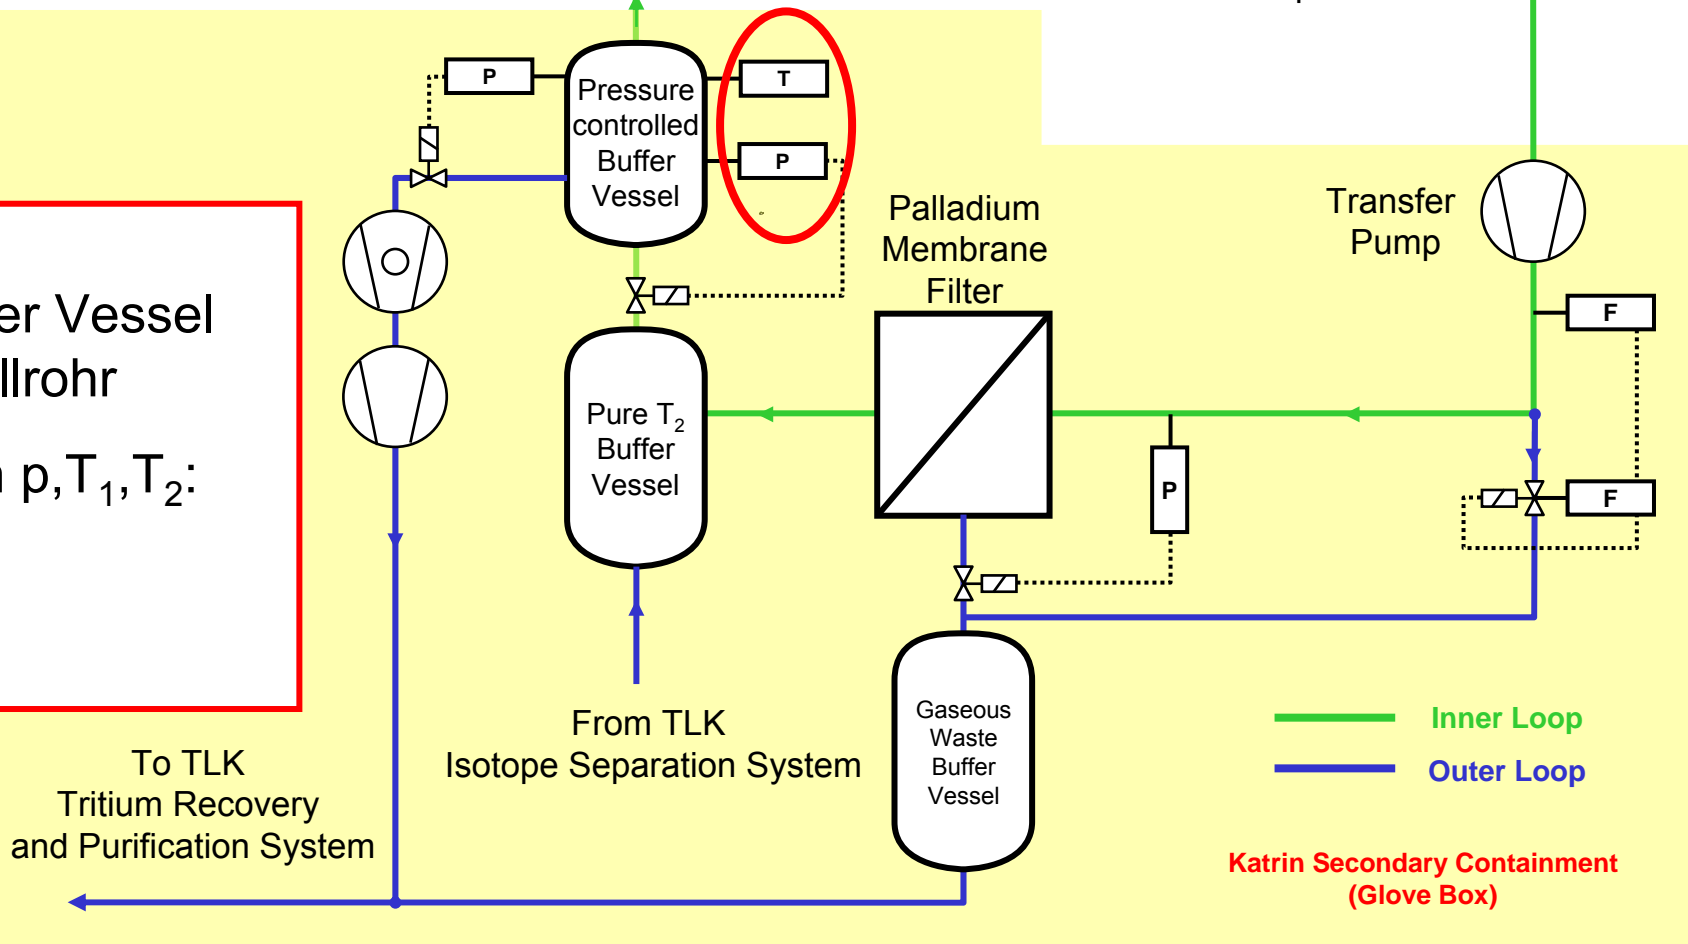 P
Pressure
controlled
Buffer
Vessel
T
P
Palladium
Membrane
Filter
Transfer
Pump
er Vessel
llrohr
p,T₁,T₂:
F
Pure T₂
Buffer
Vessel
P
F
From TLK
Isotope Separation System
Gaseous
Waste
Buffer
Vessel
Inner Loop
Outer Loop
To TLK
Tritium Recovery
and Purification System
Katrin Secondary Containment
(Glove Box)